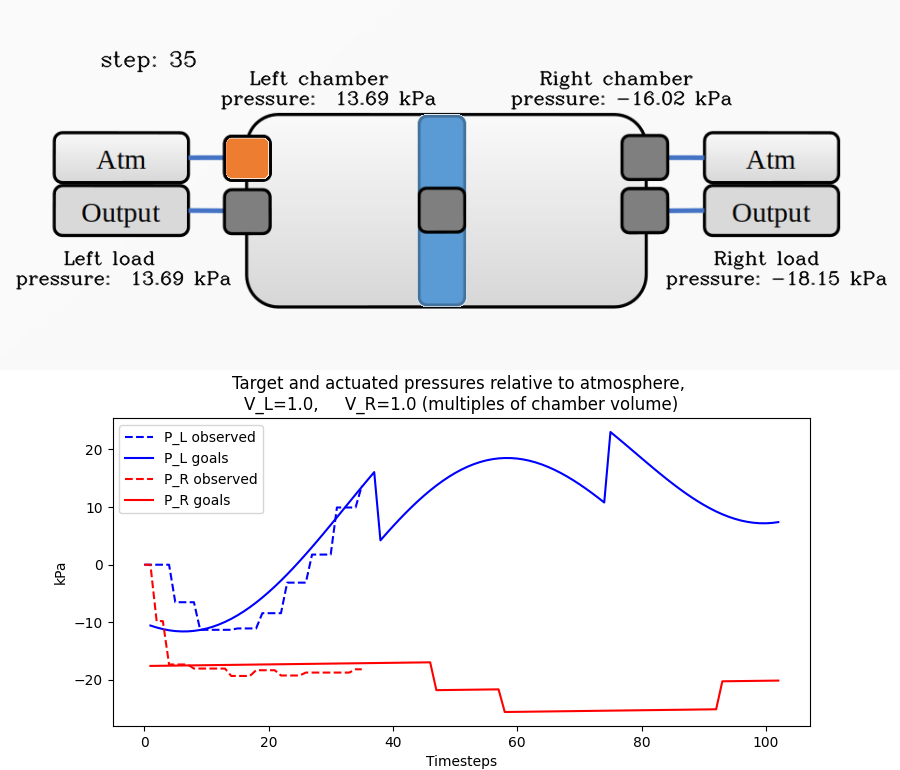 step: 35
Left chamber
pressure:  13.69 kPa
Right chamber
pressure: −16.02 kPa
Atm
Output
Atm
Output
Left load
pressure:  13.69 kPa
Right load
pressure: −18.15 kPa
Target and actuated pressures relative to atmosphere,
V_L=1.0,     V_R=1.0 (multiples of chamber volume)
P_L observed
P_L goals
P_R observed
P_R goals
20
10
0
−10
−20
kPa
0 20 40 60 80 100
Timesteps